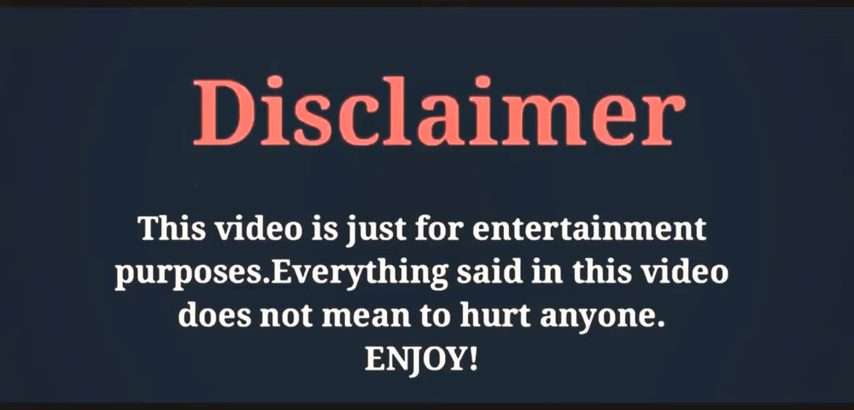 Disclaimer
This video is just for entertainment
purposes.Everything said in this video
does not mean to hurt anyone.
ENJOY!